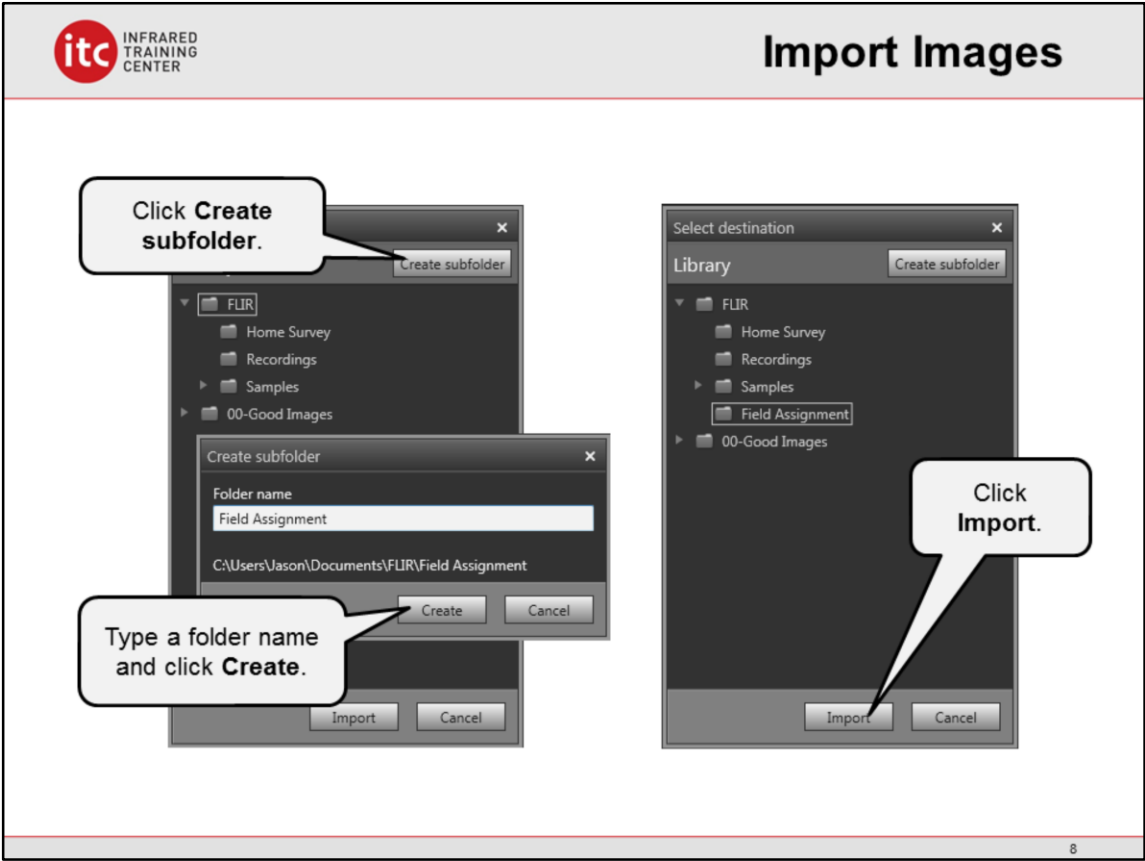 itc
INFRARED
TRAINING
CENTER
Import Images
Click Create
subfolder.
Create subfolder
FLIR
Home Survey
Recordings
Samples
00-Good Images
Create subfolder
Folder name
Field Assignment
C:\Users\Jason\Documents\FLIR\Field Assignment
Create
Cancel
Type a folder name
and click Create.
Import
Cancel
Select destination
Library
Create subfolder
FLIR
Home Survey
Recordings
Samples
Field Assignment
00-Good Images
Click
Import.
Import
Cancel
8